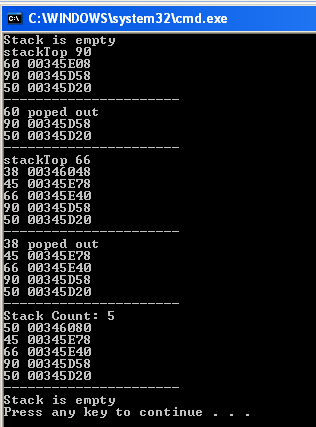 C:\WINDOWS\system32\cmd.exe
Stack is empty
stackTop 90
60 00345E08
90 00345D58
50 00345D20
-----------------------
60 poped out
90 00345D58
50 00345D20
-----------------------
stackTop 66
38 00346048
45 00345E78
66 00345E40
90 00345D58
50 00345D20
-----------------------
38 poped out
45 00345E78
66 00345E40
90 00345D58
50 00345D20
-----------------------
Stack Count: 5
50 00346080
45 00345E78
66 00345E40
90 00345D58
50 00345D20
-----------------------
Stack is empty
Press any key to continue . . .